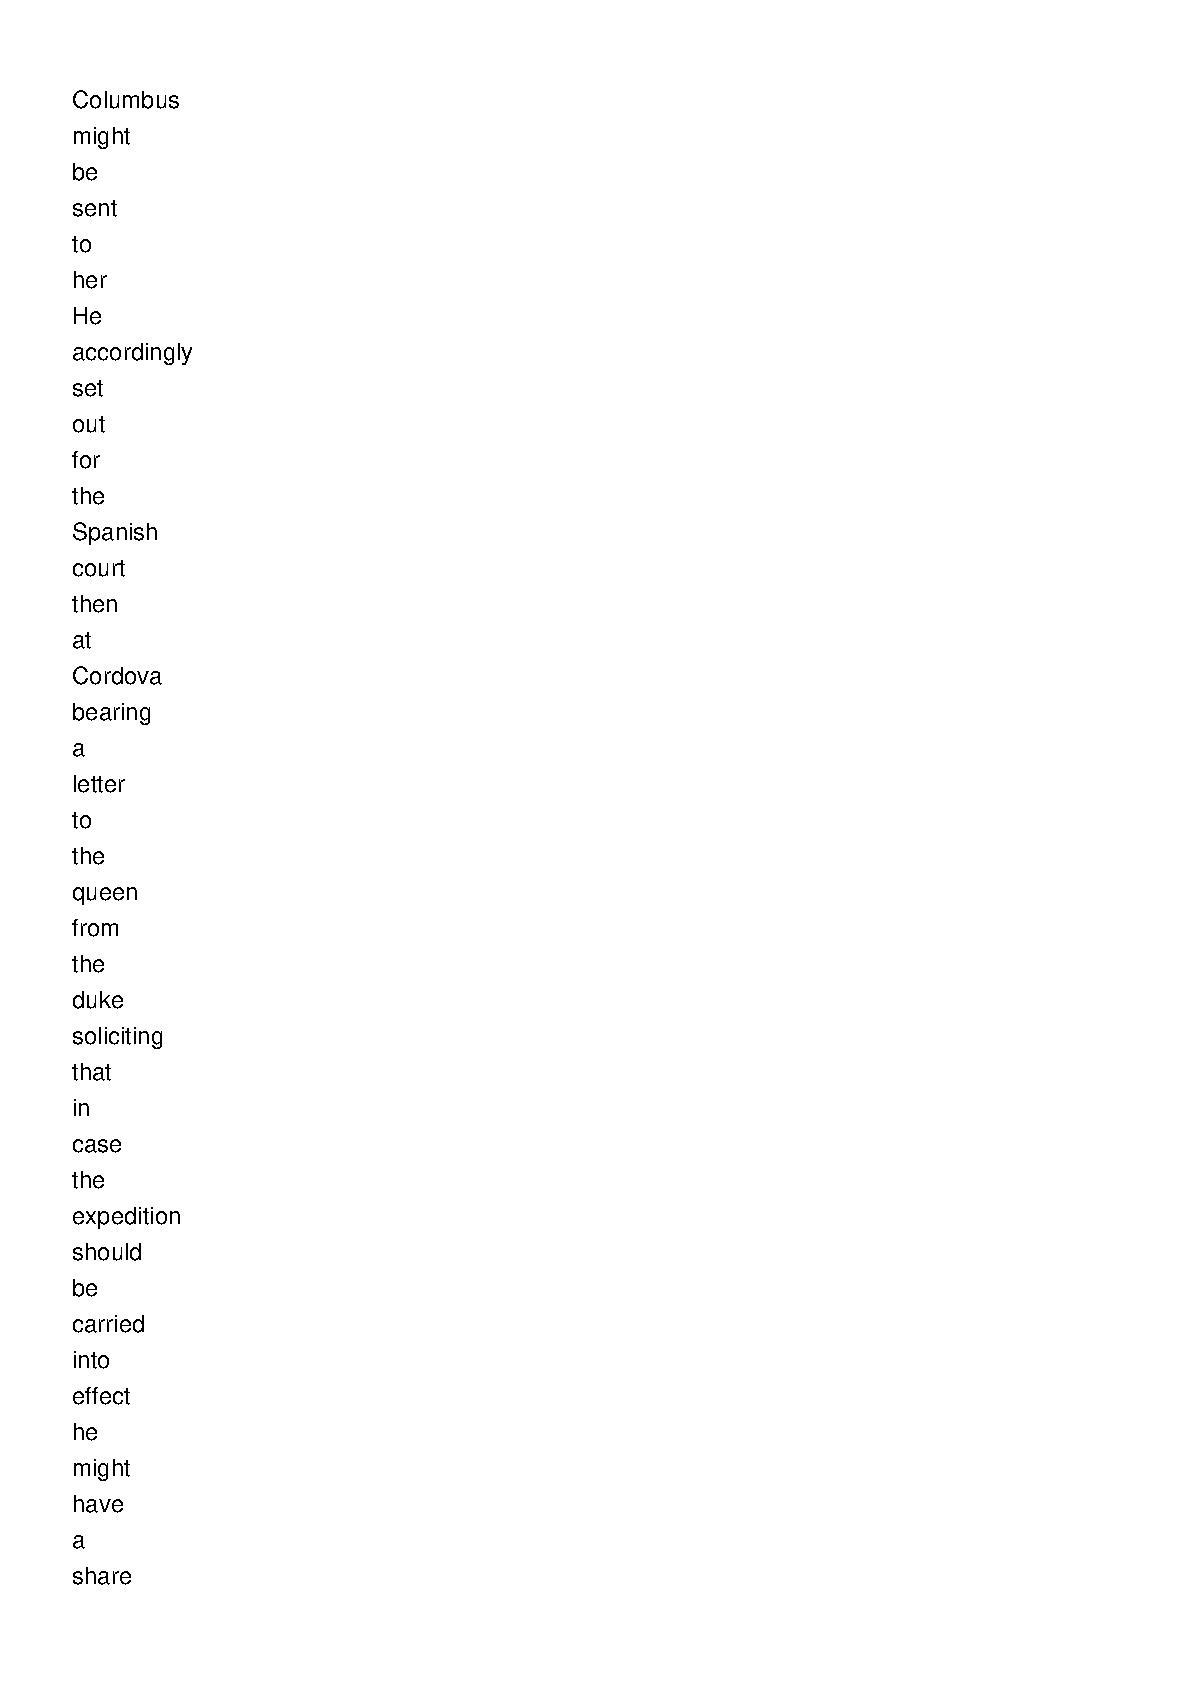 Columbus
might
be
sent
to
her
He
accordingly
set
out
for
the
Spanish
court
then
at
Cordova
bearing
a
letter
to
the
queen
from
the
duke
soliciting
that
in
case
the
expedition
should
be
carried
into
effect
he
might
have
a
share